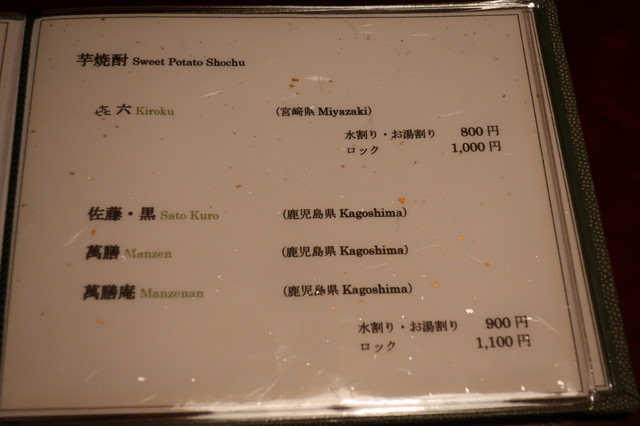 芋焼酎 Sweet Potato Shochu
㐂六 Kiroku (宮崎県 Miyazaki)
水割り・お湯割り 800円
ロック 1,000円
佐藤・黒 Sato Kuro (鹿児島県 Kagoshima)
萬膳 Manzen (鹿児島県 Kagoshima)
萬膳庵 Manzenan (鹿児島県 Kagoshima)
水割り・お湯割り 900円
ロック 1,100円